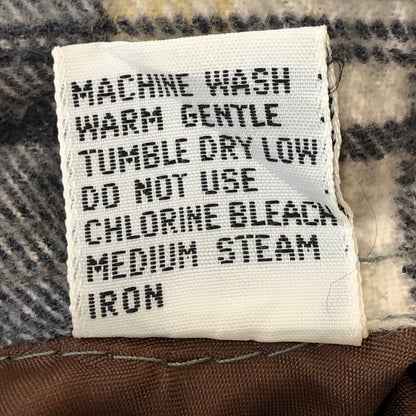 MACHINE WASH
WARM GENTLE
TUMBLE DRY LOW
DO NOT USE
CHLORINE BLEACH
MEDIUM STEAM
IRON